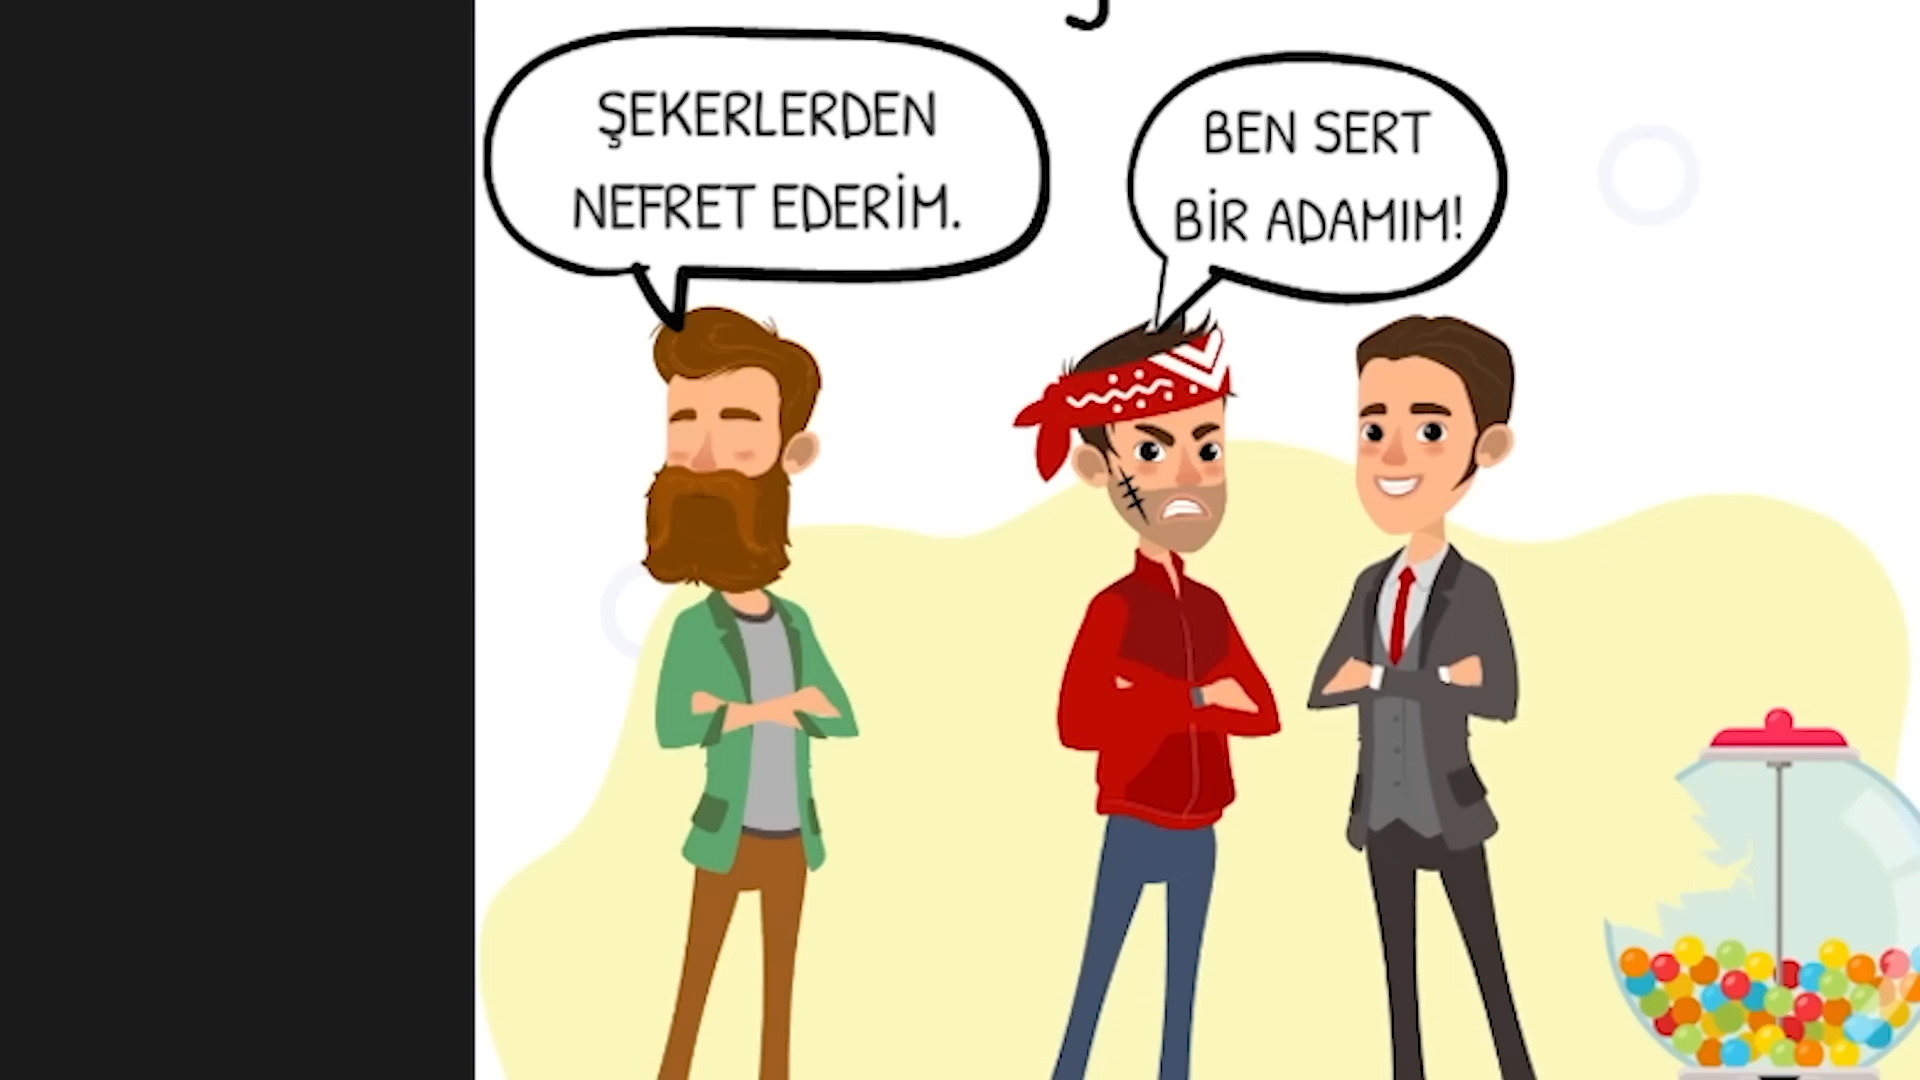 ŞEKERLERDEN
NEFRET EDERİM.
BEN SERT
BİR ADAMIM!